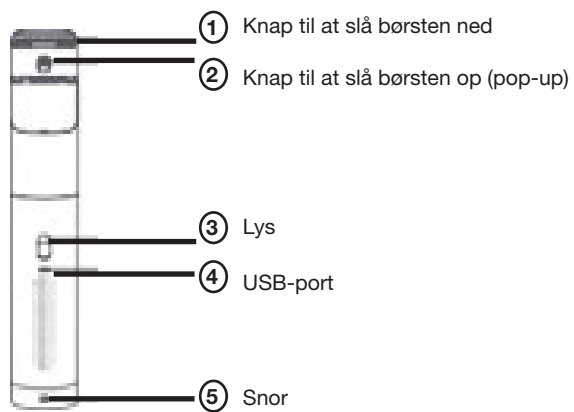 1 Knap til at slå børsten ned
2 Knap til at slå børsten op (pop-up)
3 Lys
4 USB-port
5 Snor